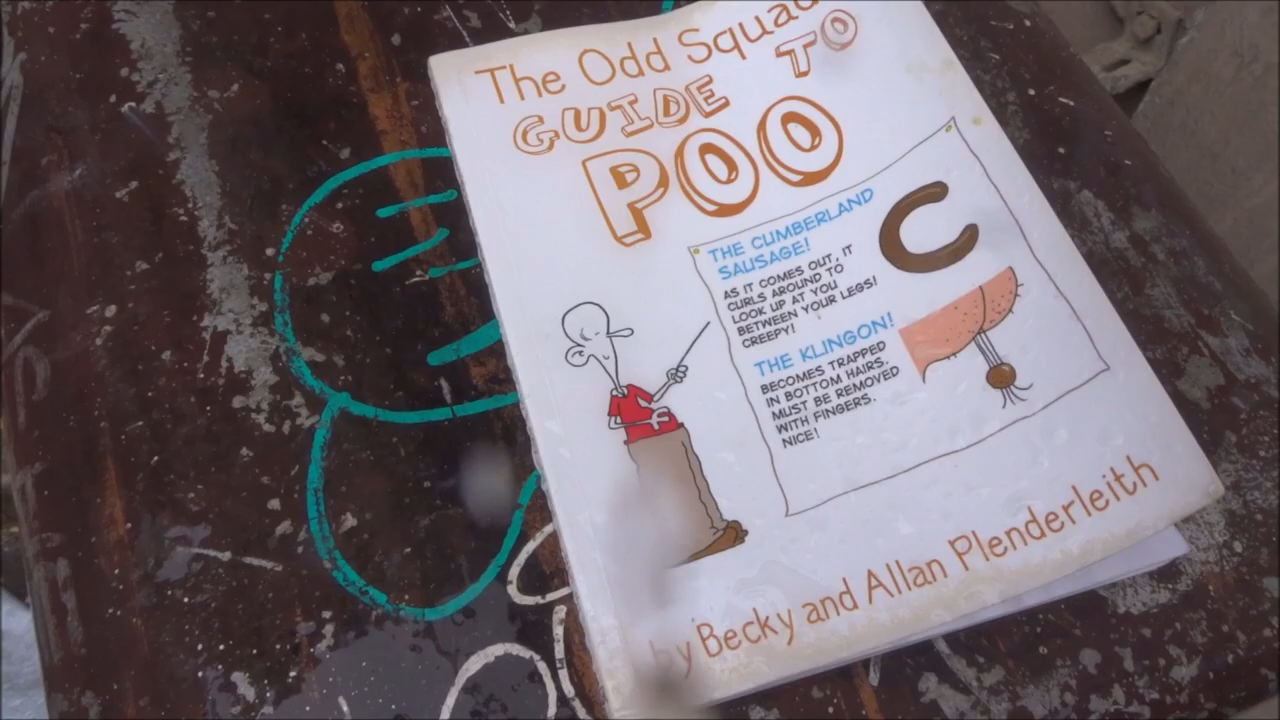 The Odd Squad
GUIDE TO
POO
THE CUMBERLAND
SAUSAGE!
AS IT COMES OUT, IT
CURLS AROUND TO
LOOK UP AT YOU
BETWEEN YOUR LEGS!
CREEPY!
THE KLINGON!
BECOMES TRAPPED
IN BOTTOM HAIRS.
MUST BE REMOVED
WITH FINGERS.
NICE!
by Becky and Allan Plenderleith